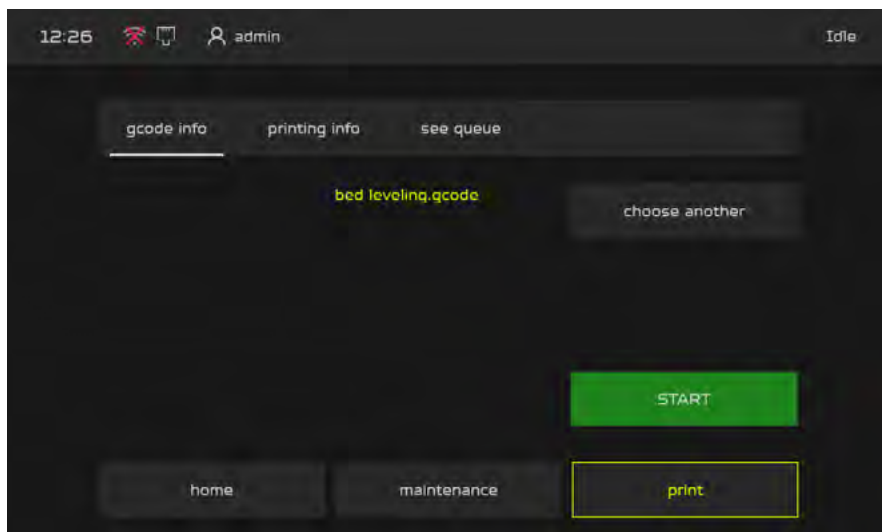 12:26 admin Idle
gcode info printing info see queue
bed leveling.gcode
choose another
START
home maintenance print